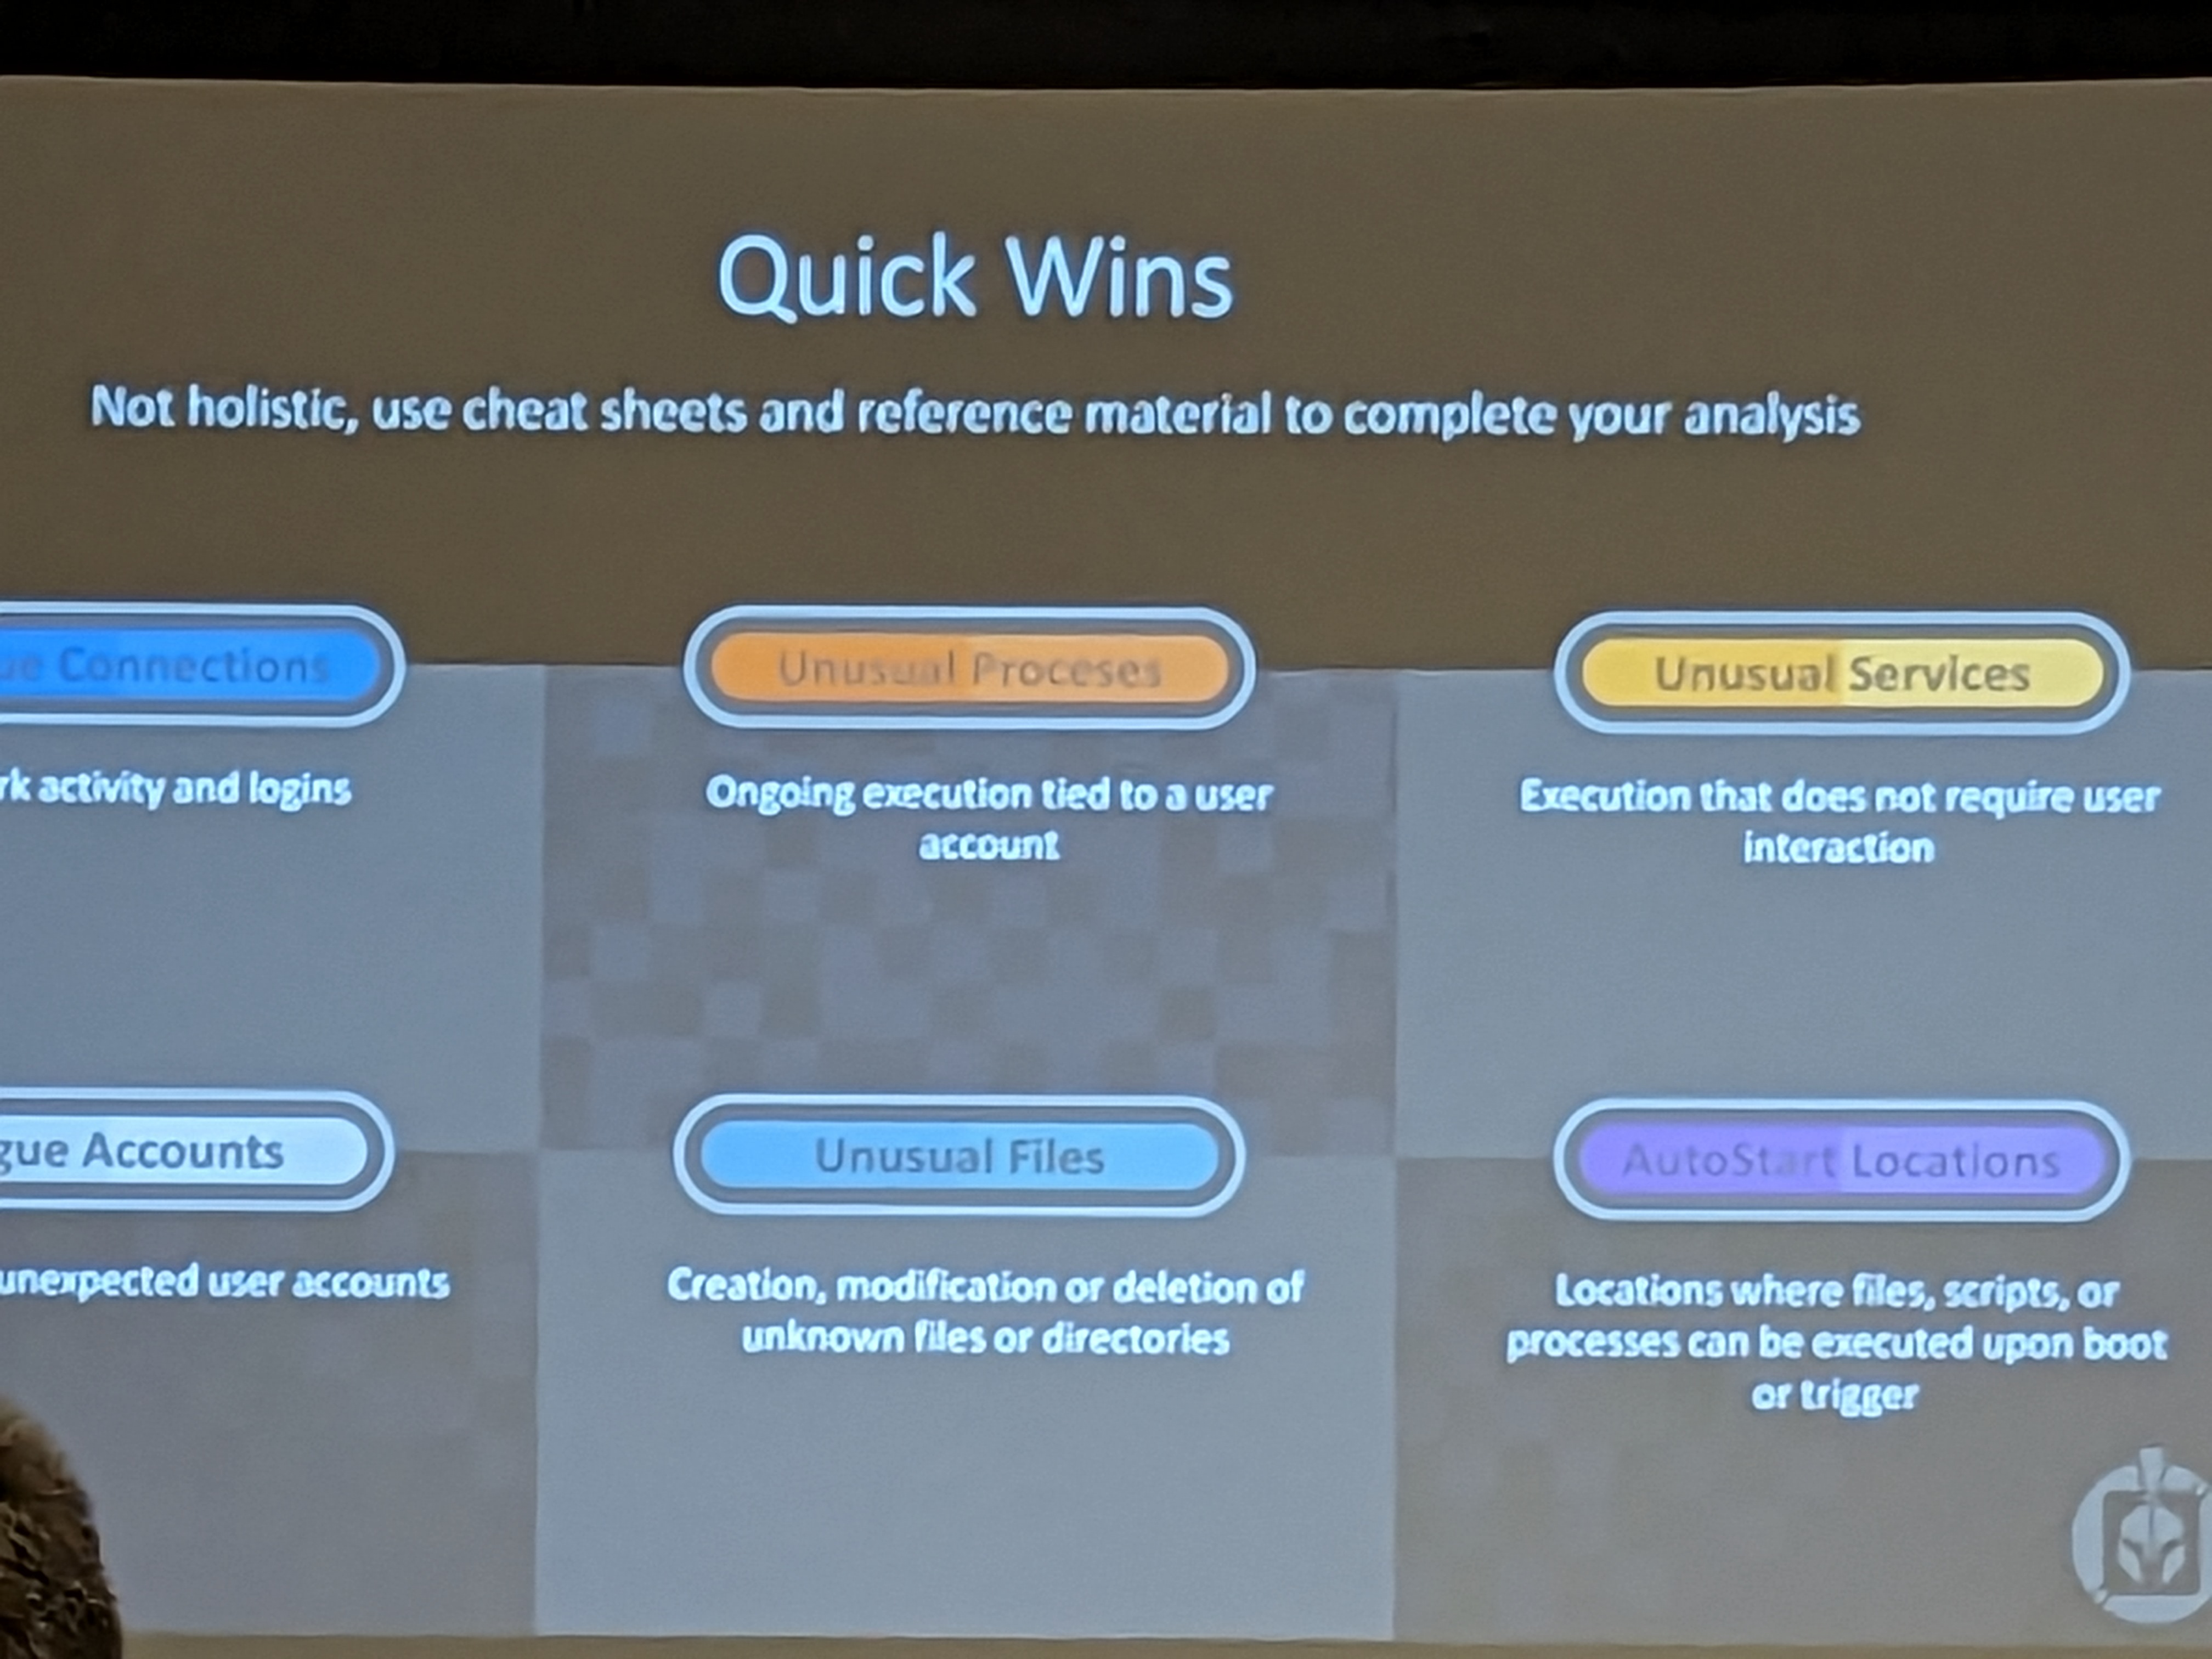 Quick Wins
Not holistic, use cheat sheets and reference material to complete your analysis
Connections
activity and logins
Unusual Proceses
Ongoing execution tied to a user
account
Unusual Services
Execution that does not require user
interaction
Accounts
unexpected user accounts
Unusual Files
Creation, modification or deletion of
unknown files or directories
AutoStart Locations
Locations where files, scripts, or
processes can be executed upon boot
or trigger